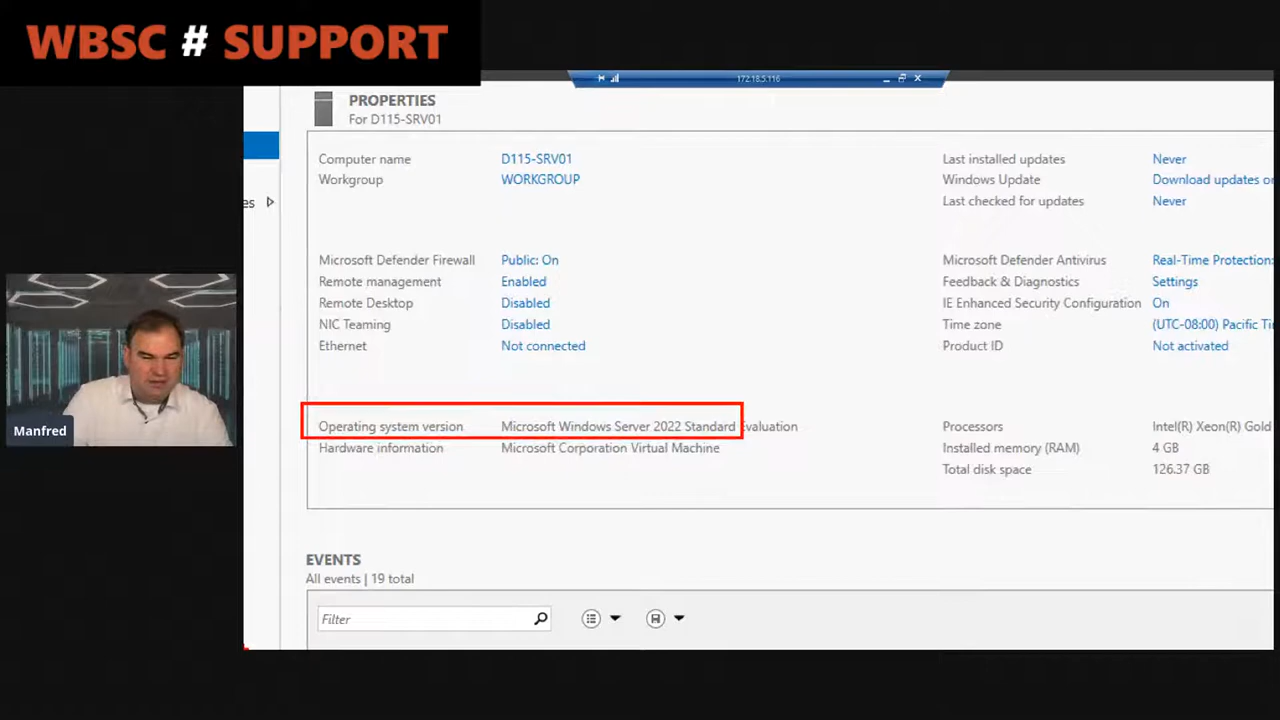 WBSC # SUPPORT
172.18.5.116
PROPERTIES
For D115-SRV01
Computer name D115-SRV01 Last installed updates Never
Workgroup WORKGROUP Windows Update Download updates
Last checked for updates Never
es
Microsoft Defender Firewall Public: On Microsoft Defender Antivirus Real-Time Protection:
Remote management Enabled Feedback & Diagnostics Settings
Remote Desktop Disabled IE Enhanced Security Configuration On
NIC Teaming Disabled Time zone (UTC-08:00) Pacific
Ethernet Not connected Product ID Not activated
Manfred
Operating system version Microsoft Windows Server 2022 Standard Evaluation Processors Intel(R) Xeon(R) Gold
Hardware information Microsoft Corporation Virtual Machine Installed memory (RAM) 4 GB
Total disk space 126.37 GB
EVENTS
All events | 19 total
Filter